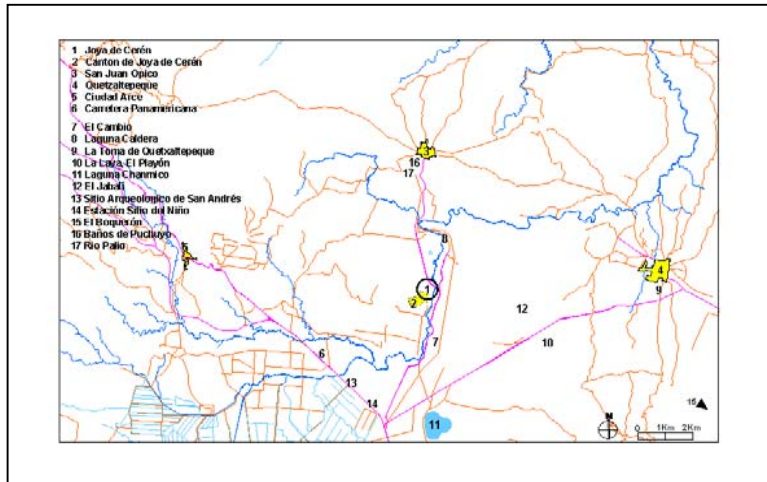 1 Joya de Cerén
2 Canton de Joya de Cerén
3 San Juan Opico
4 Quetzaltepeque
5 Ciudad Arce
6 Carretera Panamericana
7 El Cambio
8 Laguna Caldera
9 La Toma de Quetxaltepeque
10 La Lava, El Playón
11 Laguna Chanmico
12 El Jabalí
13 Sitio Arqueologico de San Andrés
14 Estación Sitio del Niño
15 El Boquerón
16 Baños de Puchuyo
17 Rio Palio
3
16
17
8
5
4
9
1
2
12
7
10
6
13
14
15
11
N
0 1Km 2Km